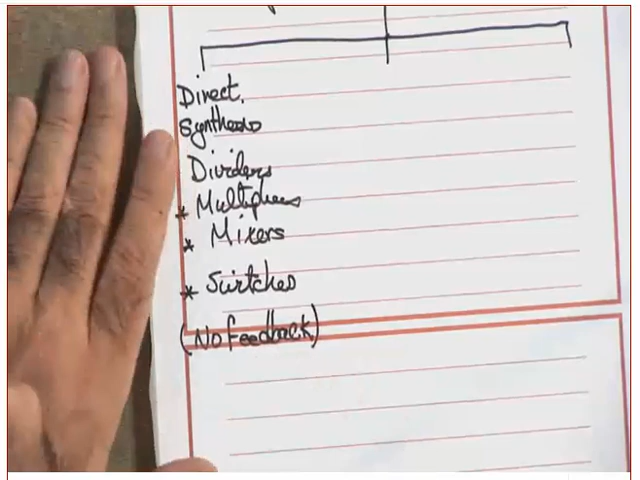 Direct.
Synthesis
Dividers
* Multipliers
* Mixers
* Switches
(No feedback)